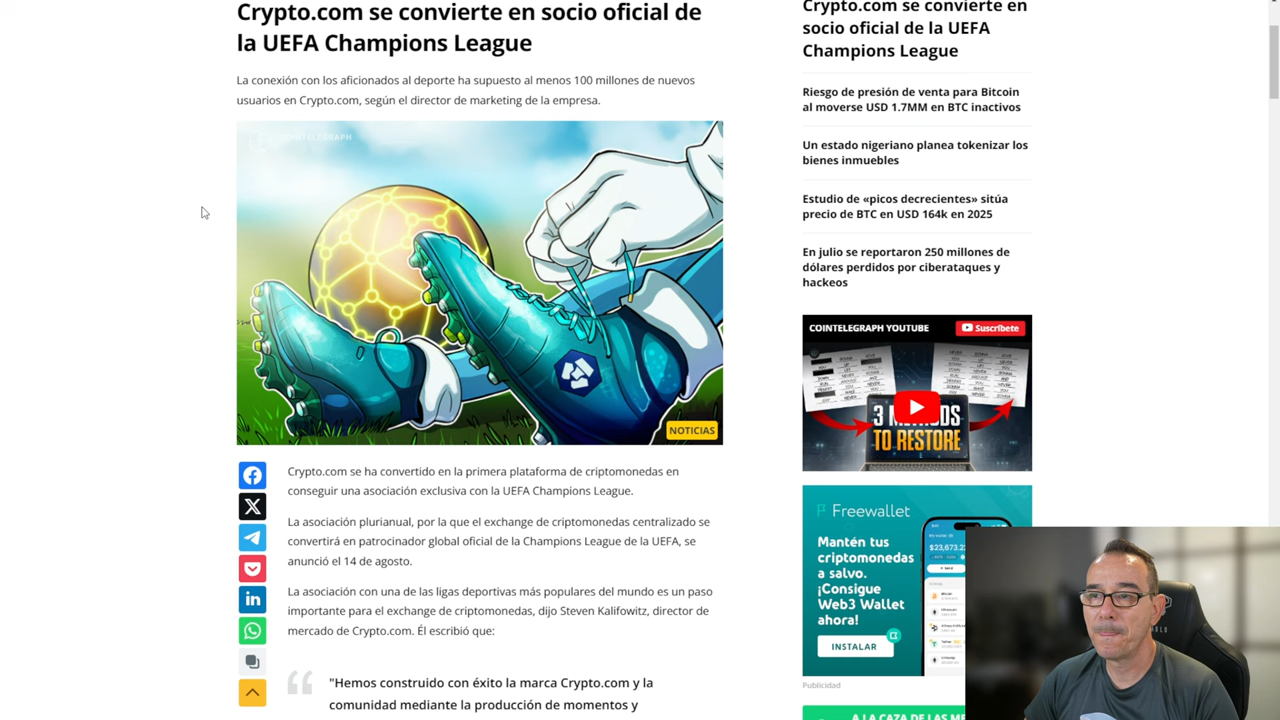 Crypto.com se convierte en socio oficial de
la UEFA Champions League
La conexión con los aficionados al deporte ha supuesto al menos 100 millones de nuevos
usuarios en Crypto.com, según el director de marketing de la empresa.
COINTELEGRAPH
NOTICIAS
Crypto.com se ha convertido en la primera plataforma de criptomonedas en
conseguir una asociación exclusiva con la UEFA Champions League.
La asociación plurianual, por la que el exchange de criptomonedas centralizado se
convertirá en patrocinador global oficial de la Champions League de la UEFA, se
anunció el 14 de agosto.
La asociación con una de las ligas deportivas más populares del mundo es un paso
importante para el exchange de criptomonedas, dijo Steven Kalifowitz, director de
mercado de Crypto.com. Él escribió que:
"Hemos construido con éxito la marca Crypto.com y la
comunidad mediante la producción de momentos y
Crypto.com se convierte en
socio oficial de la UEFA
Champions League
Riesgo de presión de venta para Bitcoin
al moverse USD 1.7MM en BTC inactivos
Un estado nigeriano planea tokenizar los
bienes inmuebles
Estudio de «picos decrecientes» sitúa
precio de BTC en USD 164k en 2025
En julio se reportaron 250 millones de
dólares perdidos por ciberataques y
hackeos
COINTELEGRAPH YOUTUBE
Suscríbete
3 METHODS
TO RESTORE
Freewallet
Mantén tus
criptomonedas
a salvo.
¡Consigue
Web3 Wallet
ahora!
INSTALAR
Publicidad
A LA CAZA DE LAS ME